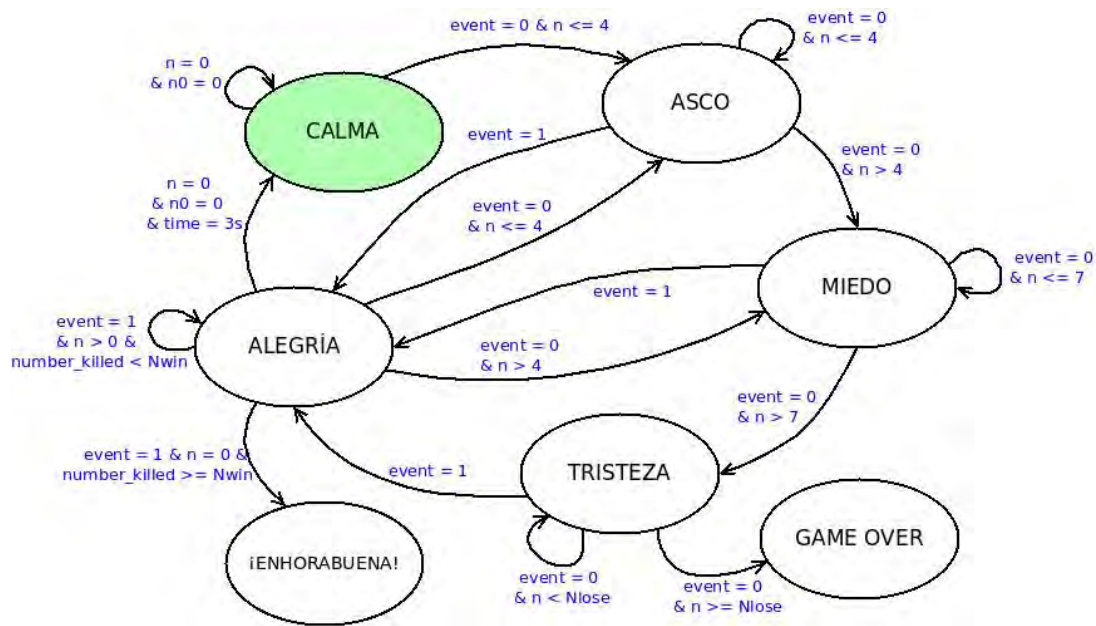 event = 0 & n <= 4
event = 0
& n <= 4
n = 0
& n0 = 0
CALMA
ASCO
event = 1
event = 0
& n > 4
n = 0
& n0 = 0
& time = 3s
event = 0
& n <= 4
event = 0
& n <= 7
MIEDO
event = 1
event = 1
& n > 0 &
number_killed < Nwin
ALEGRÍA
event = 0
& n > 4
event = 0
& n > 7
event = 1 & n = 0 &
number_killed >= Nwin
event = 1
TRISTEZA
GAME OVER
¡ENHORABUENA!
event = 0
& n < Nlose
event = 0
& n >= Nlose